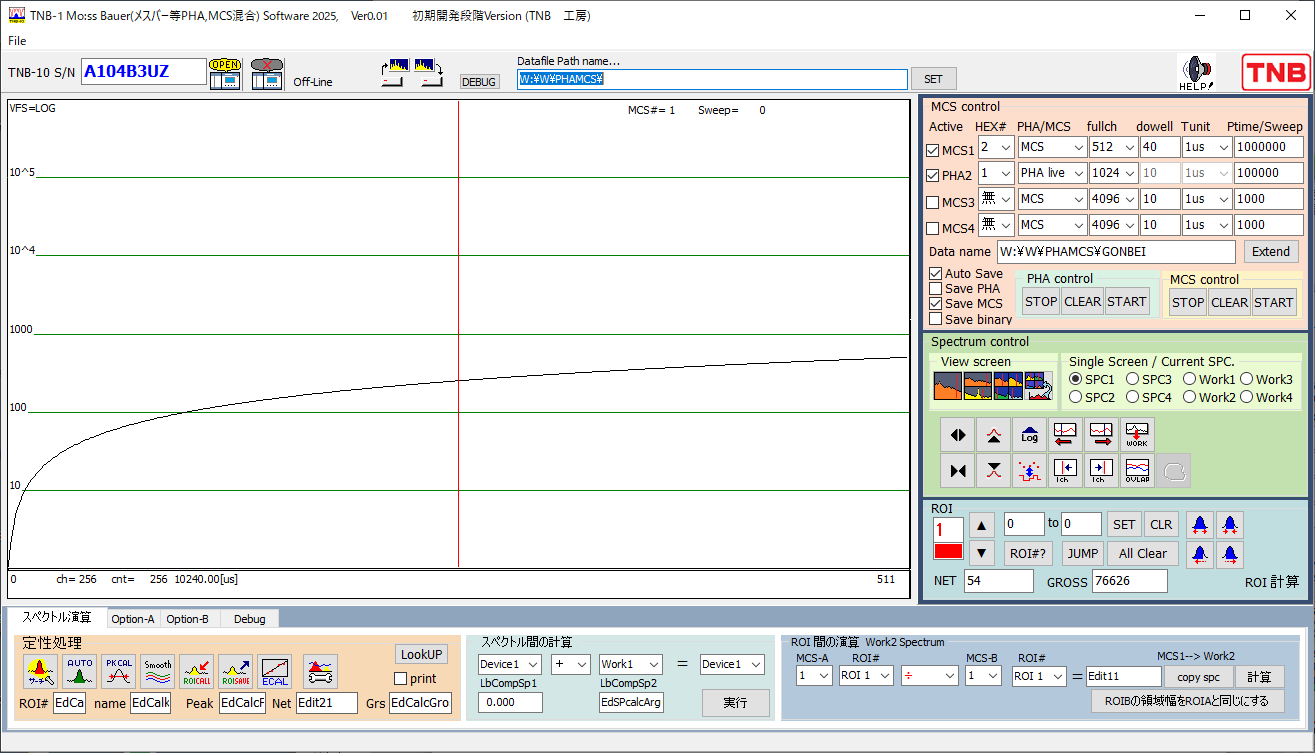 TNB-1 Mo:ss Bauer(メスバー等PHA,MCS混合) Software 2025, Ver0.01 初期開発段階Version (TNB 工房)
File
TNB-10 S/N A104B3UZ OPEN Off-Line DEBUG
Datafile Path name...
W:¥W¥PHAMCS¥ SET
HELP!
TNB
VFS=LOG
MCS#= 1 Sweep= 0
10^5
10^4
1000
100
10
0 ch= 256 cnt= 256 10240.00[us] 511
MCS control
Active HEX# PHA/MCS fullch dowell Tunit Ptime/Sweep
MCS1 2 MCS 512 40 1us 1000000
PHA2 1 PHA live 1024 10 1us 100000
MCS3 無 MCS 4096 10 1us 1000
MCS4 無 MCS 4096 10 1us 1000
Data name W:¥W¥PHAMCS¥GONBEI Extend
Auto Save
Save PHA
Save MCS
Save binary
PHA control
STOP CLEAR START
MCS control
STOP CLEAR START
Spectrum control
View screen
Single Screen / Current SPC.
SPC1 SPC3 Work1 Work3
SPC2 SPC4 Work2 Work4
Log WORK
1ch 1ch OVLAP
ROI
1 ▲ 0 to 0 SET CLR
▼ ROI#? JUMP All Clear
NET 54 GROSS 76626 ROI 計算
スペクトル演算 Option-A Option-B Debug
定性処理
LookUP
サーチ AUTO PKCAL Smooth ROICALL ROISAVE ECAL
print
ROI# EdCa name EdCalk Peak EdCalcF Net Edit21 Grs EdCalcGro
スペクトル間の計算
Device1 + Work1 = Device1
LbCompSp1 LbCompSp2
0.000 EdSPcalcArg 実行
ROI 間の演算 Work2 Spectrum
MCS-A ROI# MCS-B ROI# MCS1--> Work2
1 ROI 1 ÷ 1 ROI 1 = Edit11 copy spc 計算
ROIBの領域幅をROIAと同じにする